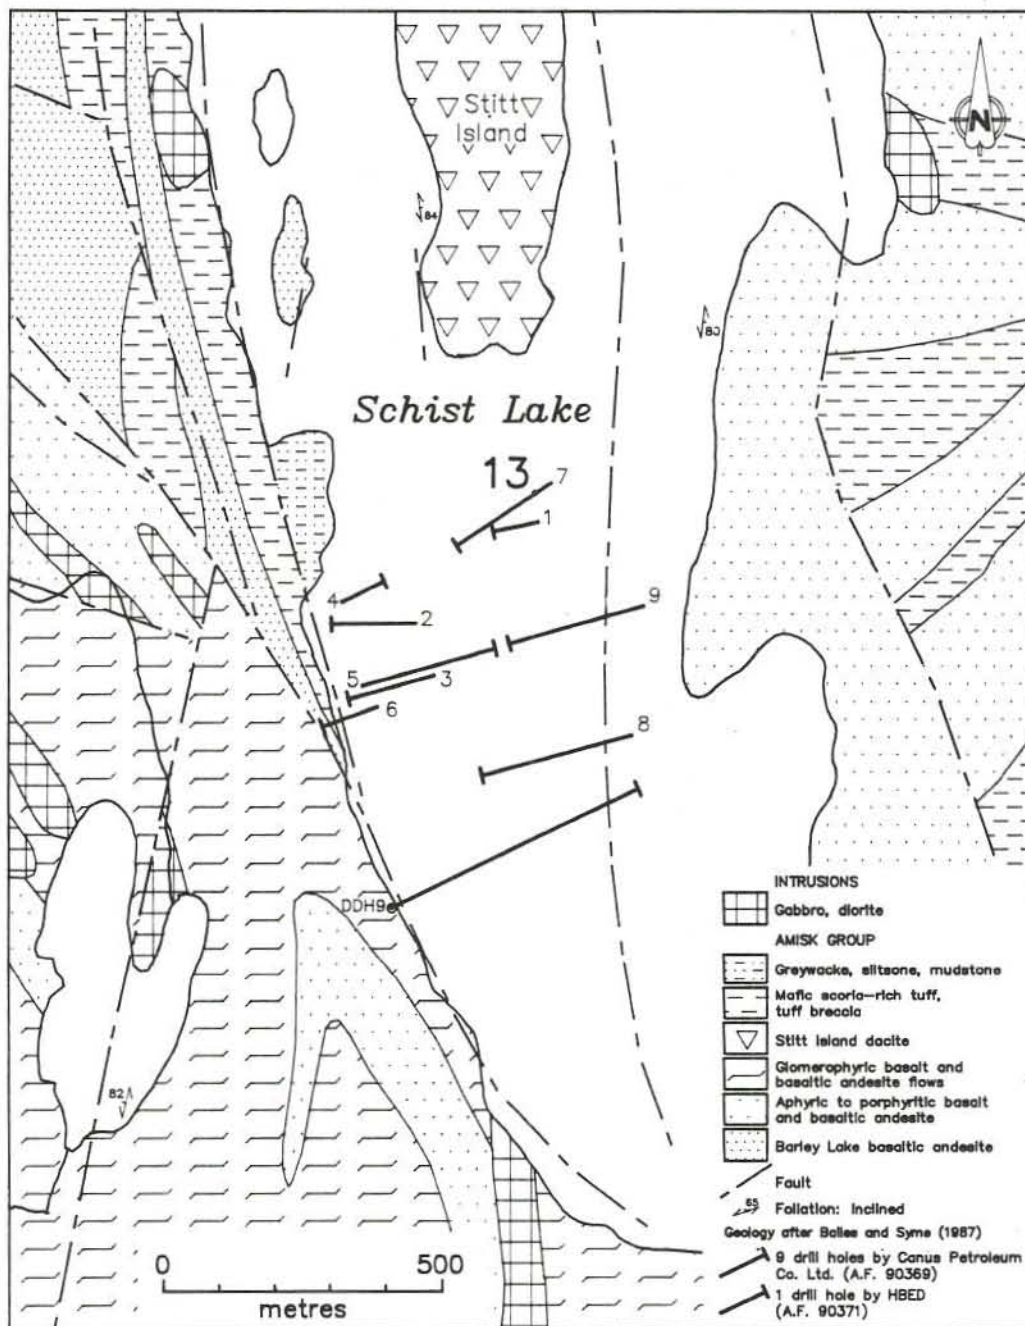 Stitt
Island
N
84
80
Schist Lake
13
7
1
4
2
9
5
3
6
8
DDH9
82
INTRUSIONS
Gabbro, diorite
AMISK GROUP
Greywacke, siltsone, mudstone
Mafic scoria-rich tuff,
tuff breccia
Stitt Island dacite
Glomerophyric basalt and
basaltic andesite flows
Aphyric to porphyritic basalt
and basaltic andesite
Barley Lake basaltic andesite
Fault
65
Foliation: Inclined
Geology after Bailes and Syme (1987)
9 drill holes by Canus Petroleum
Co. Ltd. (A.F. 90369)
1 drill hole by HBED
(A.F. 90371)
0 500
metres